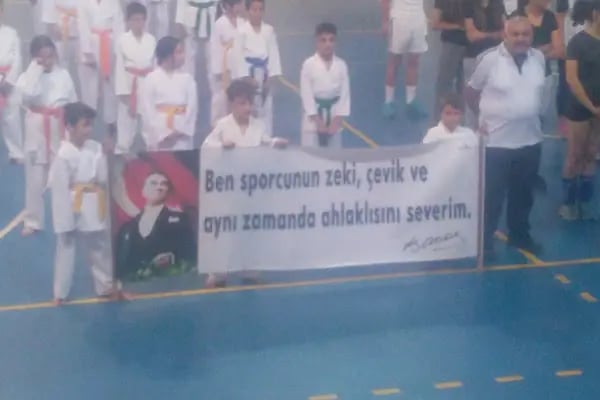 Ben sporcunun zeki, çevik ve
aynı zamanda ahlaklısını severim.